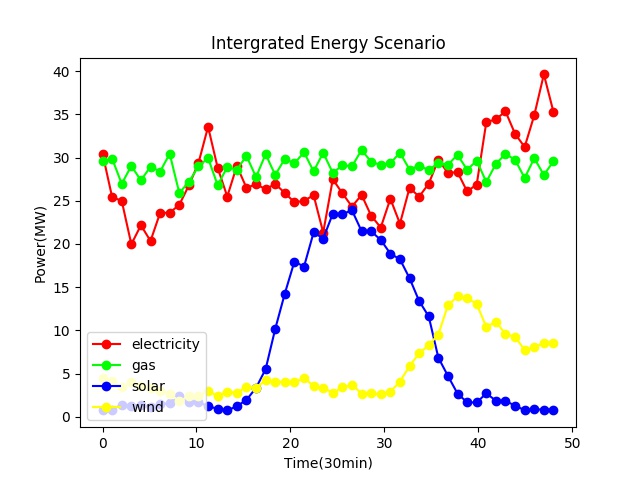 Intergrated Energy Scenario
Power(MW)
40
35
30
25
20
15
10
5
0
electricity
gas
solar
wind
0 10 20 30 40 50
Time(30min)